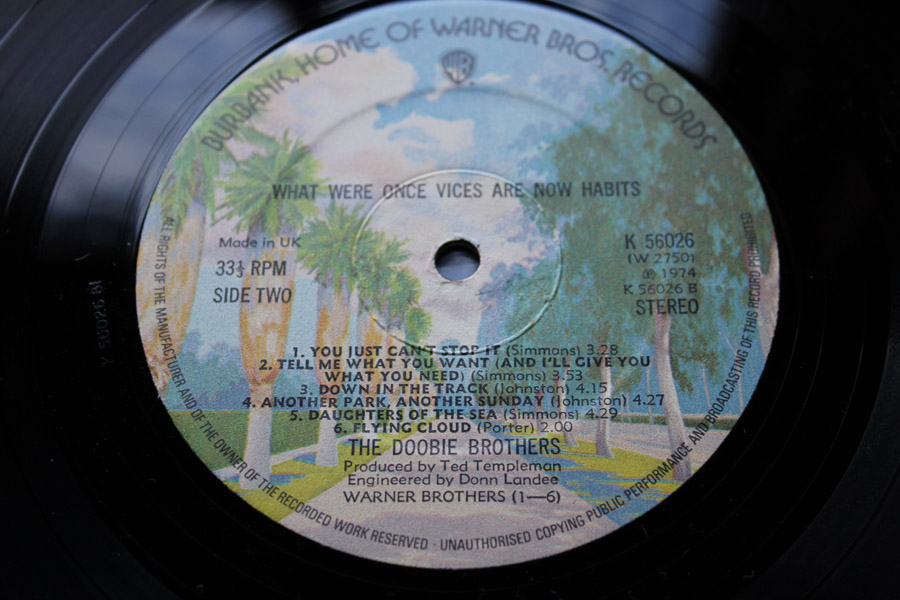 BURBANK, HOME OF WARNER BROS. RECORDS
WB
WHAT WERE ONCE VICES ARE NOW HABITS
Made in UK
33⅓ RPM
SIDE TWO
K 56026
(W 2750)
℗ 1974
K 56026 B
STEREO
1. YOU JUST CAN'T STOP IT (Simmons) 3.28
2. TELL ME WHAT YOU WANT (AND I'LL GIVE YOU
WHAT YOU NEED) (Simmons) 3.53
3. DOWN IN THE TRACK (Johnston) 4.15
4. ANOTHER PARK, ANOTHER SUNDAY (Johnston) 4.27
5. DAUGHTERS OF THE SEA (Simmons) 4.29
6. FLYING CLOUD (Porter) 2.00
THE DOOBIE BROTHERS
Produced by Ted Templeman
Engineered by Donn Landee
WARNER BROTHERS (1—6)
ALL RIGHTS OF THE MANUFACTURER AND OF THE OWNER OF THE RECORDED WORK RESERVED · UNAUTHORISED COPYING PUBLIC PERFORMANCE AND BROADCASTING OF THIS RECORD PROHIBITED
56026 B1